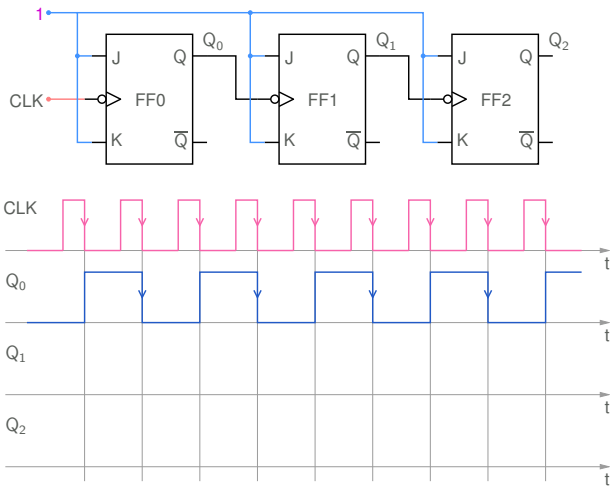 1
Q0 Q1 Q2
J Q J Q J Q
CLK FF0 FF1 FF2
K Q̅ K Q̅ K Q̅
CLK
t
Q0
t
Q1
t
Q2
t